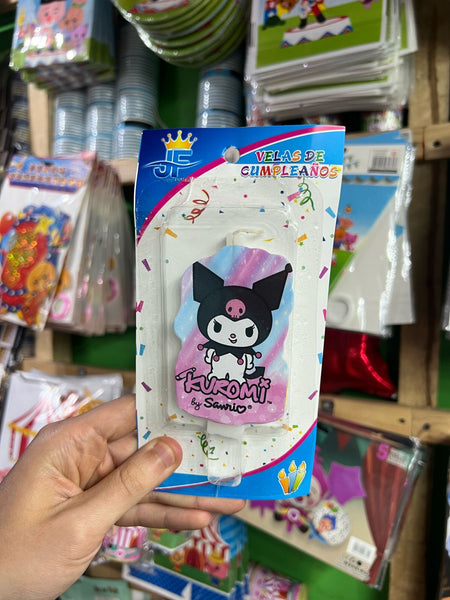 JF
VELAS DE
CUMPLEAÑOS
KUROMi
by Sanrio